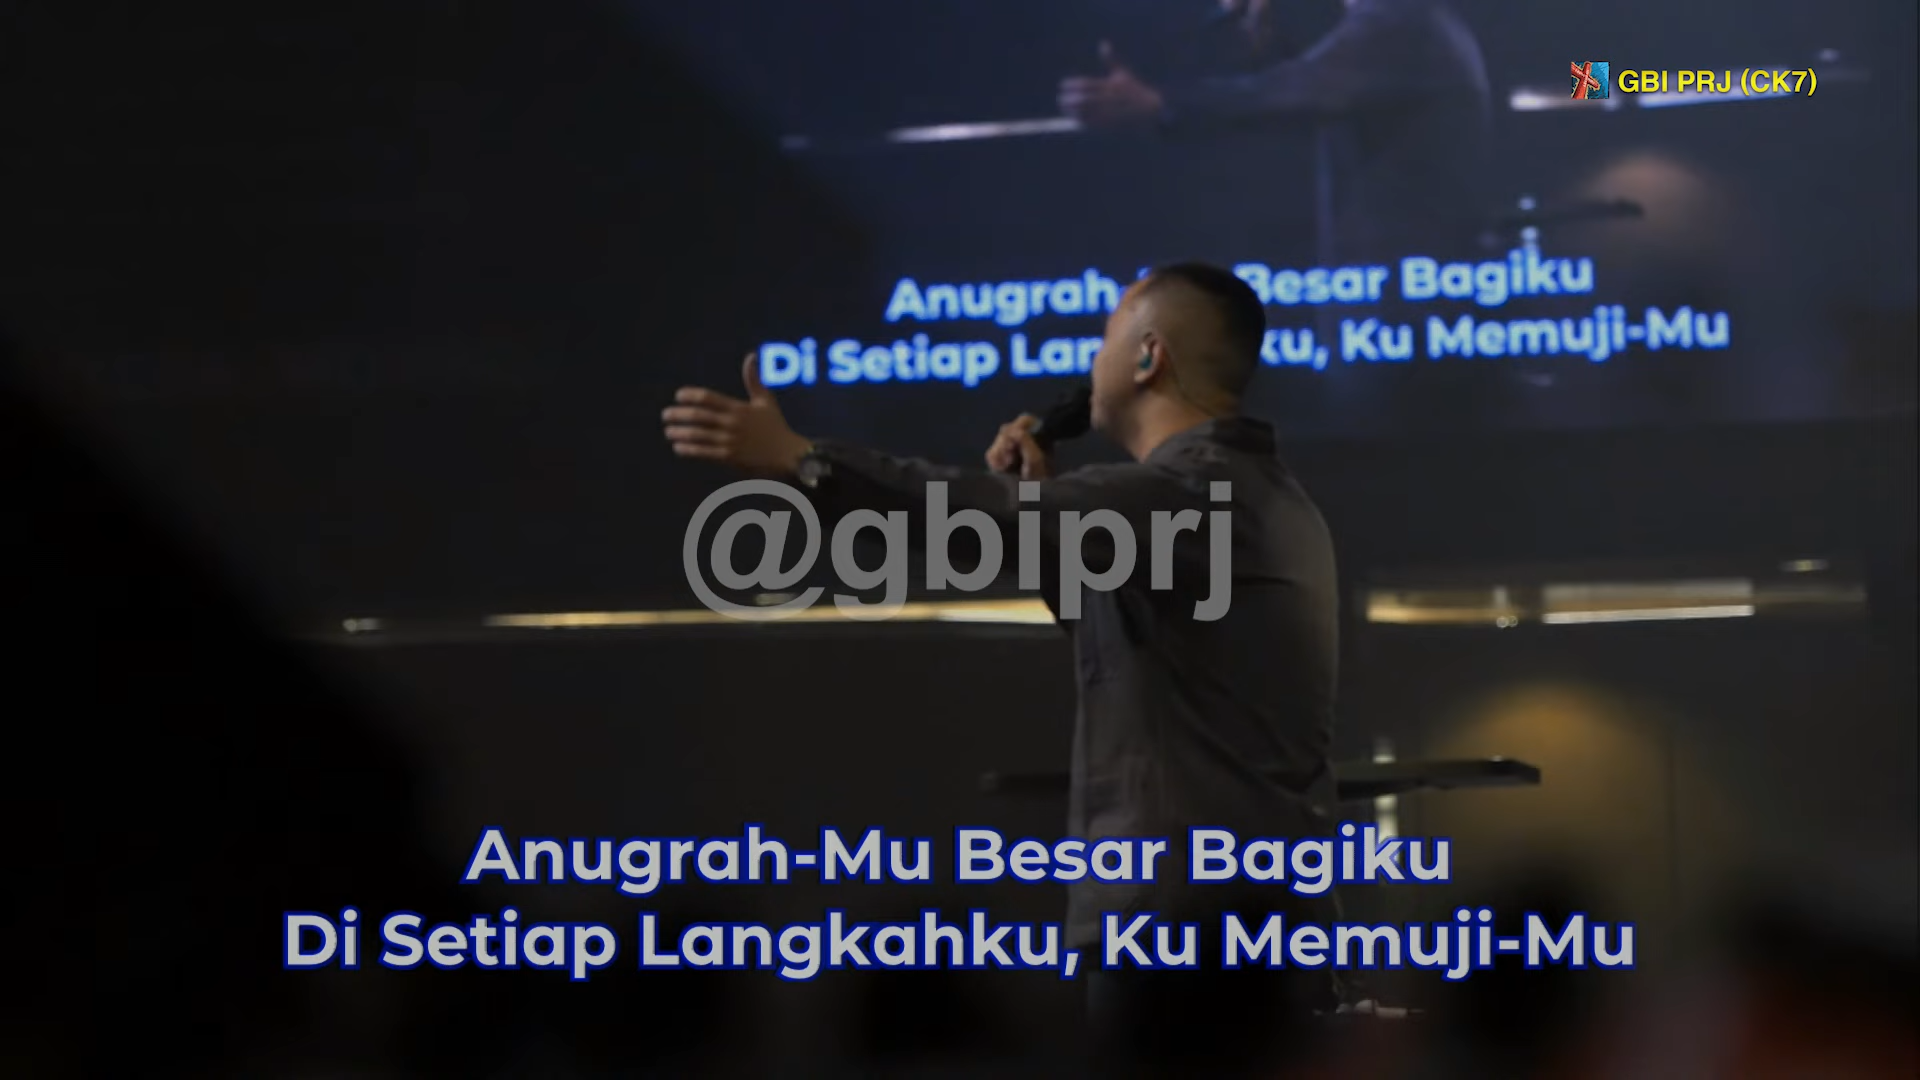 GBI PRJ (CK7)
Anugrah- Besar Bagiku
Di Setiap Lan ku, Ku Memuji-Mu
@gbiprj
Anugrah-Mu Besar Bagiku
Di Setiap Langkahku, Ku Memuji-Mu